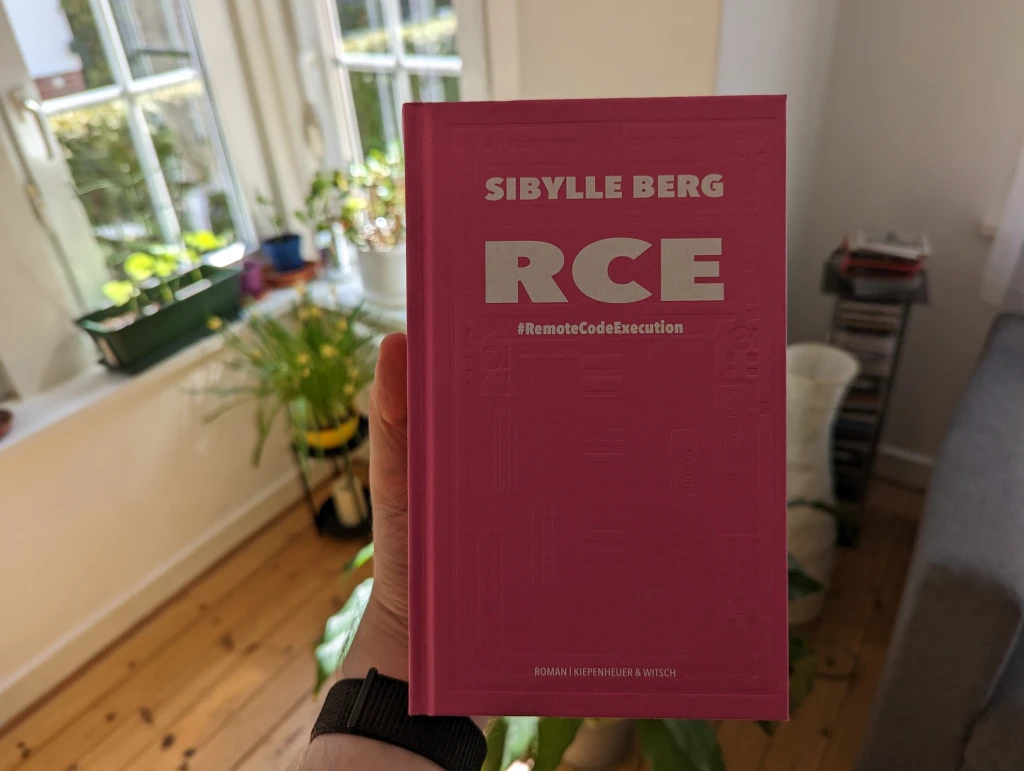 SIBYLLE BERG
RCE
#RemoteCodeExecution
ROMAN | KIEPENHEUER & WITSCH